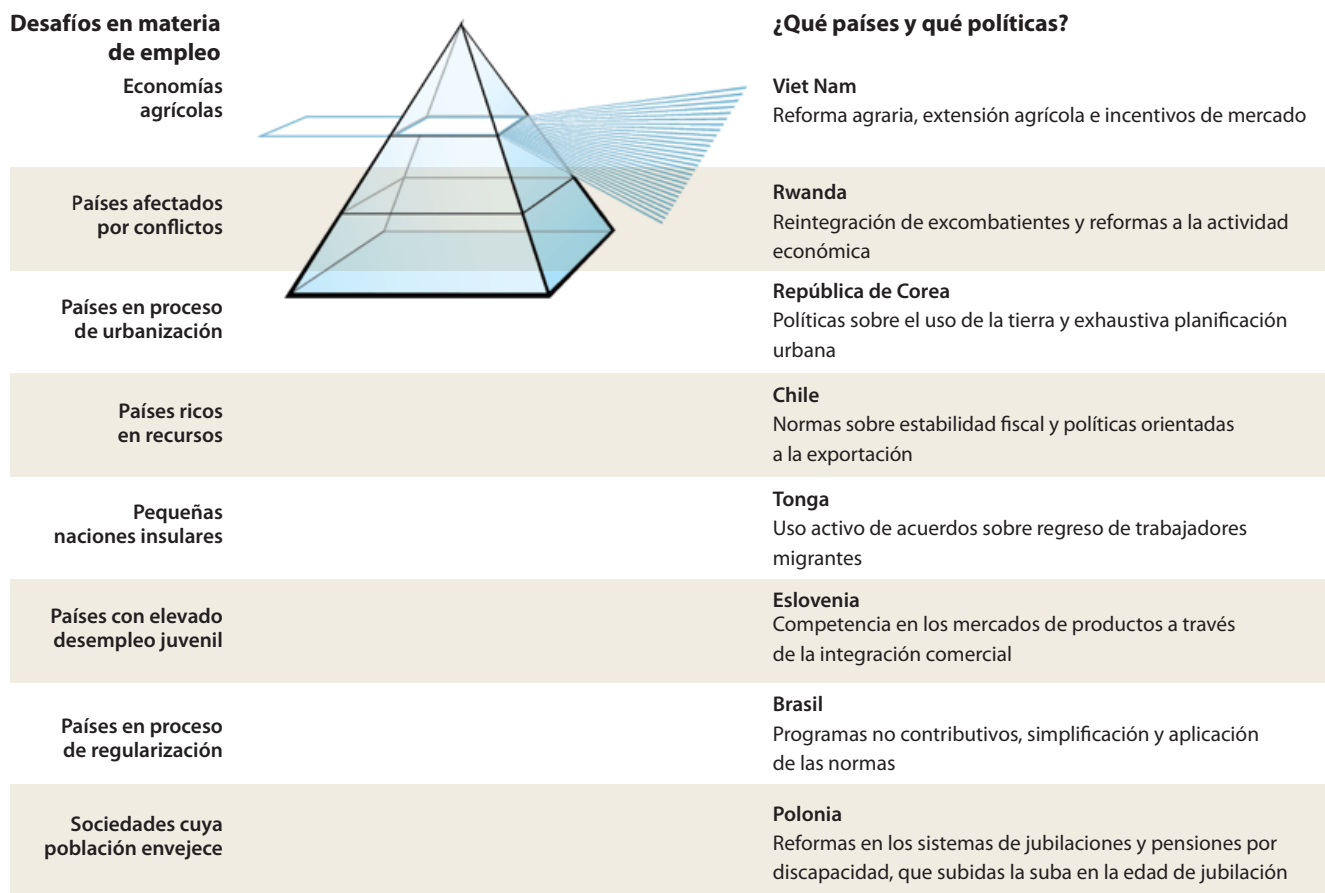 Desafíos en materia
de empleo
¿Qué países y qué políticas?
Economías
agrícolas
Viet Nam
Reforma agraria, extensión agrícola e incentivos de mercado
Países afectados
por conflictos
Rwanda
Reintegración de excombatientes y reformas a la actividad
económica
Países en proceso
de urbanización
República de Corea
Políticas sobre el uso de la tierra y exhaustiva planificación
urbana
Países ricos
en recursos
Chile
Normas sobre estabilidad fiscal y políticas orientadas
a la exportación
Pequeñas
naciones insulares
Tonga
Uso activo de acuerdos sobre regreso de trabajadores
migrantes
Países con elevado
desempleo juvenil
Eslovenia
Competencia en los mercados de productos a través
de la integración comercial
Países en proceso
de regularización
Brasil
Programas no contributivos, simplificación y aplicación
de las normas
Sociedades cuya
población envejece
Polonia
Reformas en los sistemas de jubilaciones y pensiones por
discapacidad, que subidas la suba en la edad de jubilación